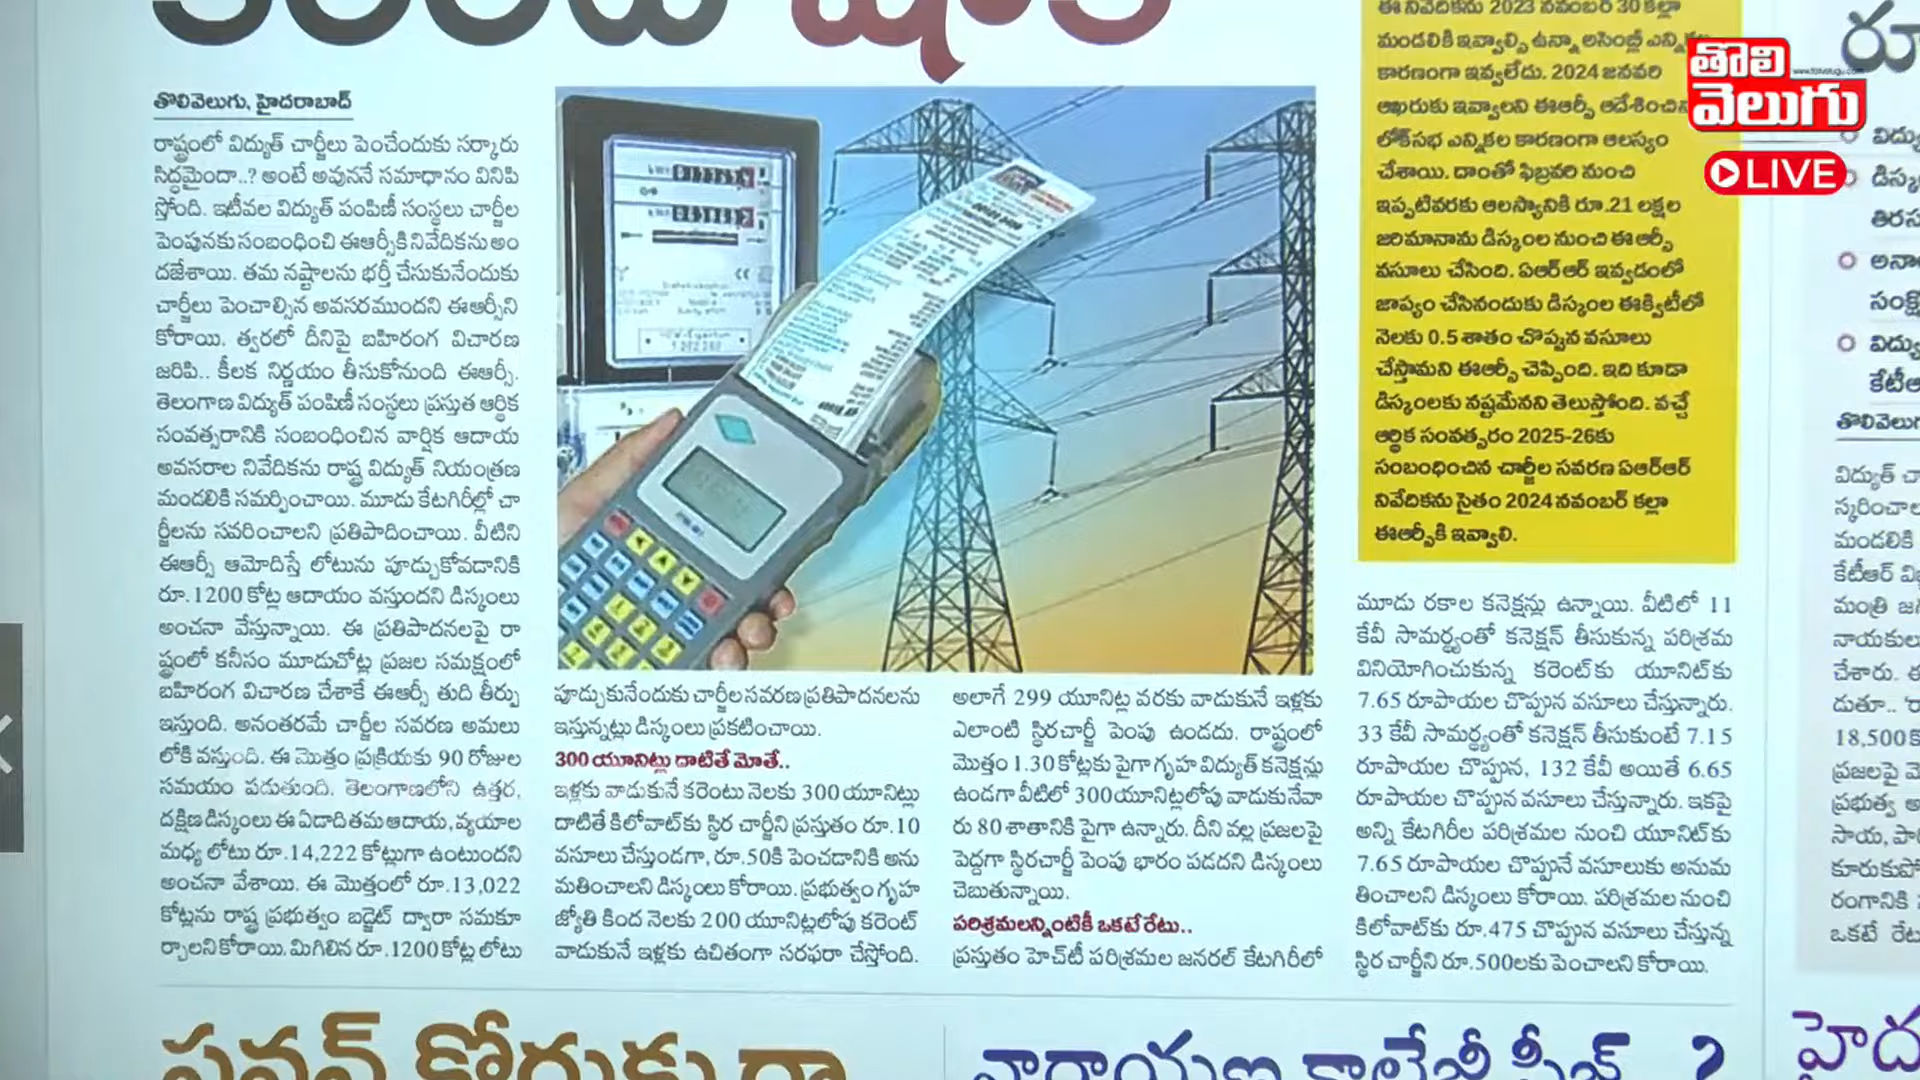 కరెంట్ షాక్
తొలివెలుగు, హైదరాబాద్
రాష్ట్రంలో విద్యుత్ చార్జీలు పెంచేందుకు సర్కారు
సిద్ధమైందా..? అంటే అవుననే సమాధానం వినిపి
స్తోంది. ఇటీవల విద్యుత్ పంపిణీ సంస్థలు చార్జీల
పెంపునకు సంబంధించి ఈఆర్సీకి నివేదికను అం
దజేశాయి. తమ నష్టాలను భర్తీ చేసుకునేందుకు
చార్జీలు పెంచాల్సిన అవసరముందని ఈఆర్సీని
కోరాయి. త్వరలో దీనిపై బహిరంగ విచారణ
జరిపి.. కీలక నిర్ణయం తీసుకోనుంది ఈఆర్సీ.
తెలంగాణ విద్యుత్ పంపిణీ సంస్థలు ప్రస్తుత ఆర్థిక
సంవత్సరానికి సంబంధించిన వార్షిక ఆదాయ
అవసరాల నివేదికను రాష్ట్ర విద్యుత్ నియంత్రణ
మండలికి సమర్పించాయి. మూడు కేటగిరీల్లో చా
ర్జీలను సవరించాలని ప్రతిపాదించాయి. వీటిని
ఈఆర్సీ ఆమోదిస్తే లోటును పూడ్చుకోవడానికి
రూ.1200 కోట్ల ఆదాయం వస్తుందని డిస్కంలు
అంచనా వేస్తున్నాయి. ఈ ప్రతిపాదనలపై రా
ష్ట్రంలో కనీసం మూడుచోట్ల ప్రజల సమక్షంలో
బహిరంగ విచారణ చేశాకే ఈఆర్సీ తుది తీర్పు
ఇస్తుంది. అనంతరమే చార్జీల సవరణ అమలు
లోకి వస్తుంది. ఈ మొత్తం ప్రక్రియకు 90 రోజుల
సమయం పడుతుంది. తెలంగాణలోని ఉత్తర,
దక్షిణ డిస్కంలు ఈ ఏడాది తమ ఆదాయ, వ్యయాల
మధ్య లోటు రూ.14,222 కోట్లుగా ఉంటుందని
అంచనా వేశాయి. ఈ మొత్తంలో రూ.13,022
కోట్లను రాష్ట్ర ప్రభుత్వం బడ్జెట్ ద్వారా సమకూ
ర్చాలని కోరాయి. మిగిలిన రూ.1200 కోట్ల లోటు
పూడ్చుకునేందుకు చార్జీల సవరణ ప్రతిపాదనలను
ఇస్తున్నట్లు డిస్కంలు ప్రకటించాయి.
300 యూనిట్లు దాటితే మోతే..
ఇళ్లకు వాడుకునే కరెంటు నెలకు 300 యూనిట్లు
దాటితే కిలోవాట్‌కు స్థిర చార్జీని ప్రస్తుతం రూ.10
వసూలు చేస్తుండగా, రూ.50కి పెంచడానికి అను
మతించాలని డిస్కంలు కోరాయి. ప్రభుత్వం గృహ
జ్యోతి కింద నెలకు 200 యూనిట్లలోపు కరెంట్
వాడుకునే ఇళ్లకు ఉచితంగా సరఫరా చేస్తోంది.
అలాగే 299 యూనిట్ల వరకు వాడుకునే ఇళ్లకు
ఎలాంటి స్థిరచార్జీ పెంపు ఉండదు. రాష్ట్రంలో
మొత్తం 1.30 కోట్లకు పైగా గృహ విద్యుత్ కనెక్షన్లు
ఉండగా వీటిలో 300 యూనిట్లలోపు వాడుకునేవా
రు 80 శాతానికి పైగా ఉన్నారు. దీని వల్ల ప్రజలపై
పెద్దగా స్థిరచార్జీ పెంపు భారం పడదని డిస్కంలు
చెబుతున్నాయి.
పరిశ్రమలన్నింటికీ ఒకటే రేటు..
ప్రస్తుతం హెచ్‌టీ పరిశ్రమల జనరల్ కేటగిరీలో
ఈ నివేదికను 2023 నవంబర్ 30 కల్లా
మండలికి ఇవ్వాల్సి ఉన్నా అసెంబ్లీ
కారణంగా ఇవ్వలేదు. 2024 జనవరి
ఆఖరుకు ఇవ్వాలని ఈఆర్సీ
లోక్‌సభ ఎన్నికల కారణంగా ఆలస్యం
చేశాయి. దాంతో ఫిబ్రవరి నుంచి
ఇప్పటివరకు ఆలస్యానికి రూ.21 లక్షల
జరిమానాను డిస్కంల నుంచి ఈఆర్సీ
వసూలు చేసింది. ఏఆర్ఆర్ ఇవ్వడంలో
జాప్యం చేసినందుకు డిస్కంల ఈక్విటీలో
నెలకు 0.5 శాతం చొప్పున వసూలు
చేస్తామని ఈఆర్సీ చెప్పింది. ఇది కూడా
డిస్కంలకు నష్టమేనని తెలుస్తోంది. వచ్చే
ఆర్థిక సంవత్సరం 2025-26కు
సంబంధించిన చార్జీల సవరణ ఏఆర్ఆర్
నివేదికను సైతం 2024 నవంబర్ కల్లా
ఈఆర్సీకి ఇవ్వాలి.
మూడు రకాల కనెక్షన్లు ఉన్నాయి. వీటిలో 11
కేవీ సామర్థ్యంతో కనెక్షన్ తీసుకున్న పరిశ్రమ
వినియోగించుకున్న కరెంట్‌కు యూనిట్‌కు
7.65 రూపాయల చొప్పున వసూలు చేస్తున్నారు.
33 కేవీ సామర్థ్యంతో కనెక్షన్ తీసుకుంటే 7.15
రూపాయల చొప్పున, 132 కేవీ అయితే 6.65
రూపాయల చొప్పున వసూలు చేస్తున్నారు. ఇకపై
అన్ని కేటగిరీల పరిశ్రమల నుంచి యూనిట్‌కు
7.65 రూపాయల చొప్పునే వసూలుకు అనుమ
తించాలని డిస్కంలు కోరాయి. పరిశ్రమల నుంచి
కిలోవాట్‌కు రూ.475 చొప్పున వసూలు చేస్తున్న
స్థిర చార్జీని రూ.500లకు పెంచాలని కోరాయి.
తొలి
వెలుగు
LIVE
పవన్ కోరుకు
నారాయణ కాలేజీ సీజ్..?